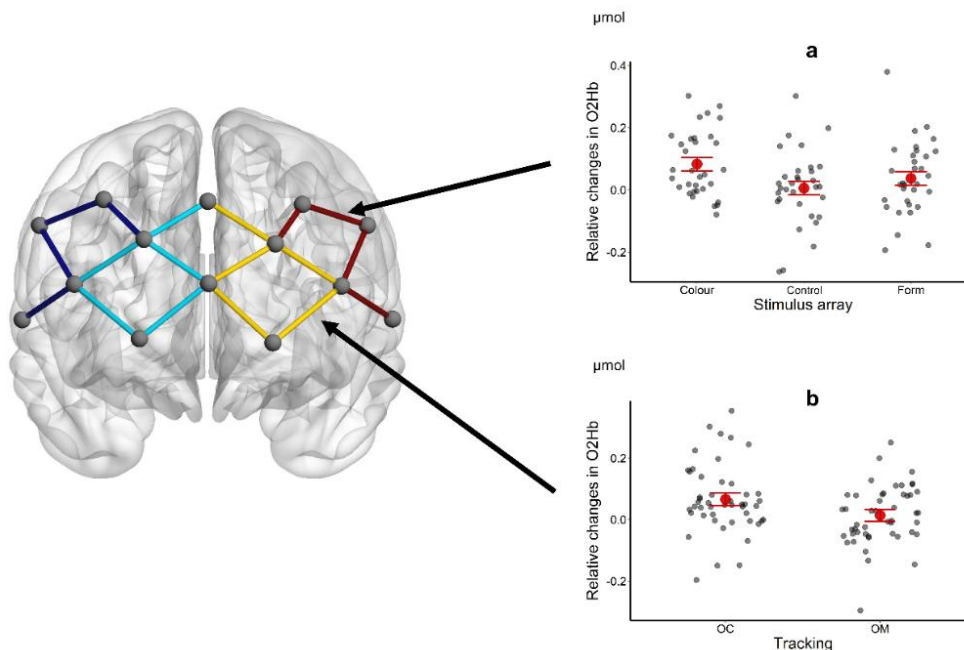 µmol
a
Relative changes in O2Hb
0.4
0.2
0.0
-0.2
Colour Control Form
Stimulus array
µmol
b
Relative changes in O2Hb
0.2
0.0
-0.2
OC OM
Tracking